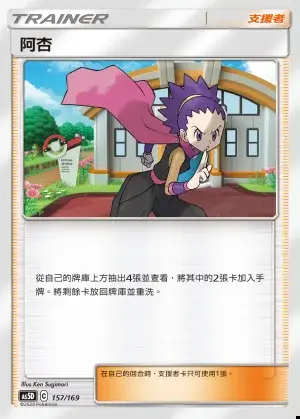 TRAINER 支援者
阿杏
從自己的牌庫上方抽出4張並查看,將其中的2張卡加入手
牌。將剩餘卡放回牌庫並重洗。
Illus.Ken Sugimori
在自己的回合時,支援者卡只可使用1張。
AS5D C 157/169
©2020 Pokémon